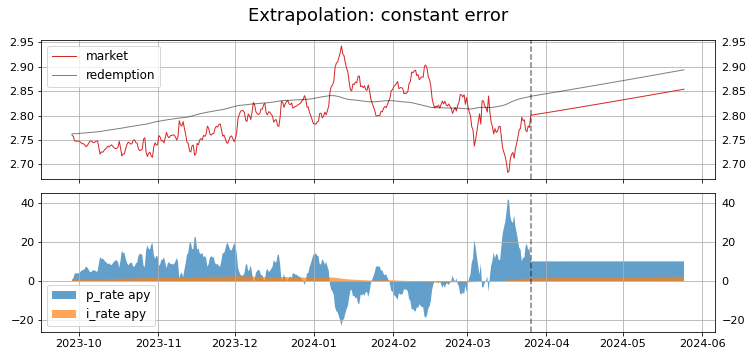 Extrapolation: constant error
2.95 2.95
market
redemption
2.90 2.90
2.85 2.85
2.80 2.80
2.75 2.75
2.70 2.70
40 40
20 20
0 0
p_rate apy
i_rate apy
−20 −20
2023-10 2023-11 2023-12 2024-01 2024-02 2024-03 2024-04 2024-05 2024-06